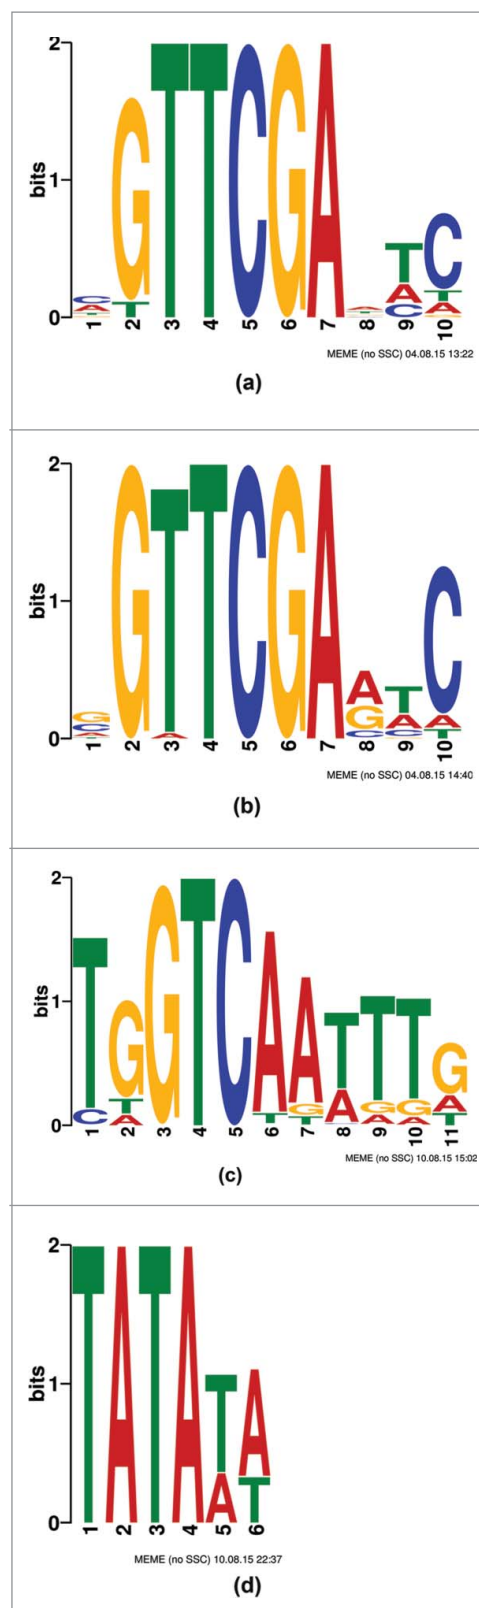 2
bits
1
0
G T T C G A T C
T A A
C A C T A
1 2 3 4 5 6 7 8 9 10
MEME (no SSC) 04.08.15 13:22
(a)
2
bits
1
0
G T T C G A A T C
G C A A G A A
C C T
1 2 3 4 5 6 7 8 9 10
MEME (no SSC) 04.08.15 14:40
(b)
2
bits
1
0
T G G T C A A T T T G
C T A T G T A G A G A A T
1 2 3 4 5 6 7 8 9 10 11
MEME (no SSC) 10.08.15 15:02
(c)
2
bits
1
0
T A T A T A
A T
1 2 3 4 5 6
MEME (no SSC) 10.08.15 22:37
(d)